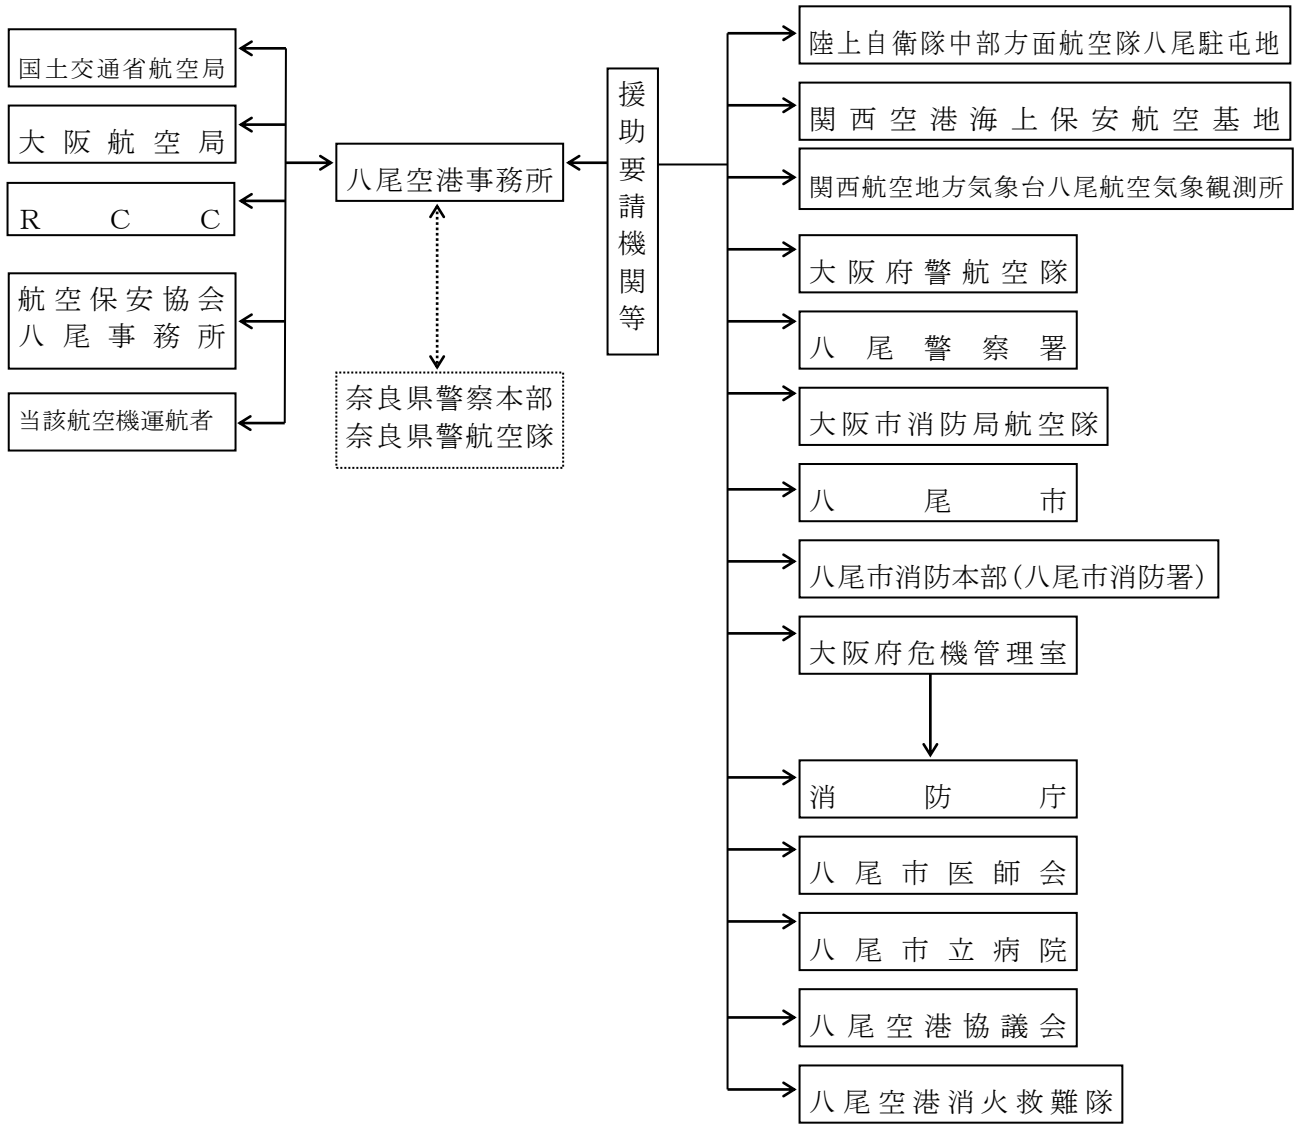 国土交通省航空局
大阪航空局
RCC
航空保安協会
八尾事務所
当該航空機運航者
八尾空港事務所
奈良県警察本部
奈良県警航空隊
援助要請機関等
陸上自衛隊中部方面航空隊八尾駐屯地
関西空港海上保安航空基地
関西航空地方気象台八尾航空気象観測所
大阪府警航空隊
八尾警察署
大阪市消防局航空隊
八尾市
八尾市消防本部(八尾市消防署)
大阪府危機管理室
消防庁
八尾市医師会
八尾市立病院
八尾空港協議会
八尾空港消火救難隊